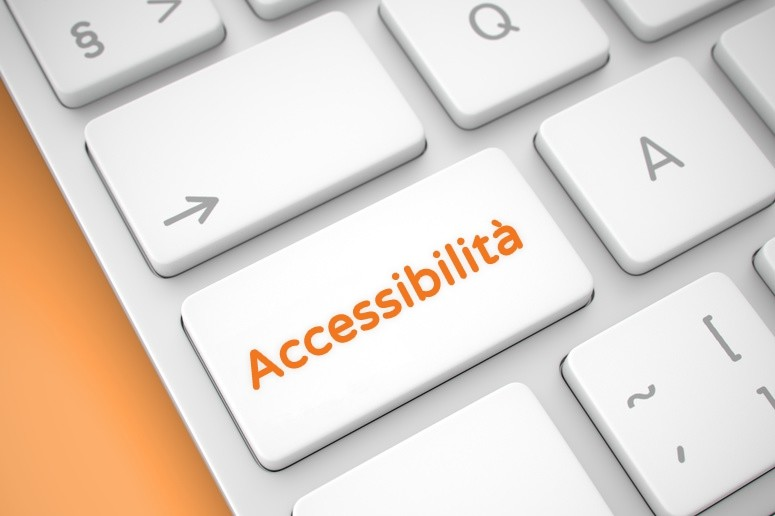 § >
Q
→
A
Accessibilità
~ [
' ]